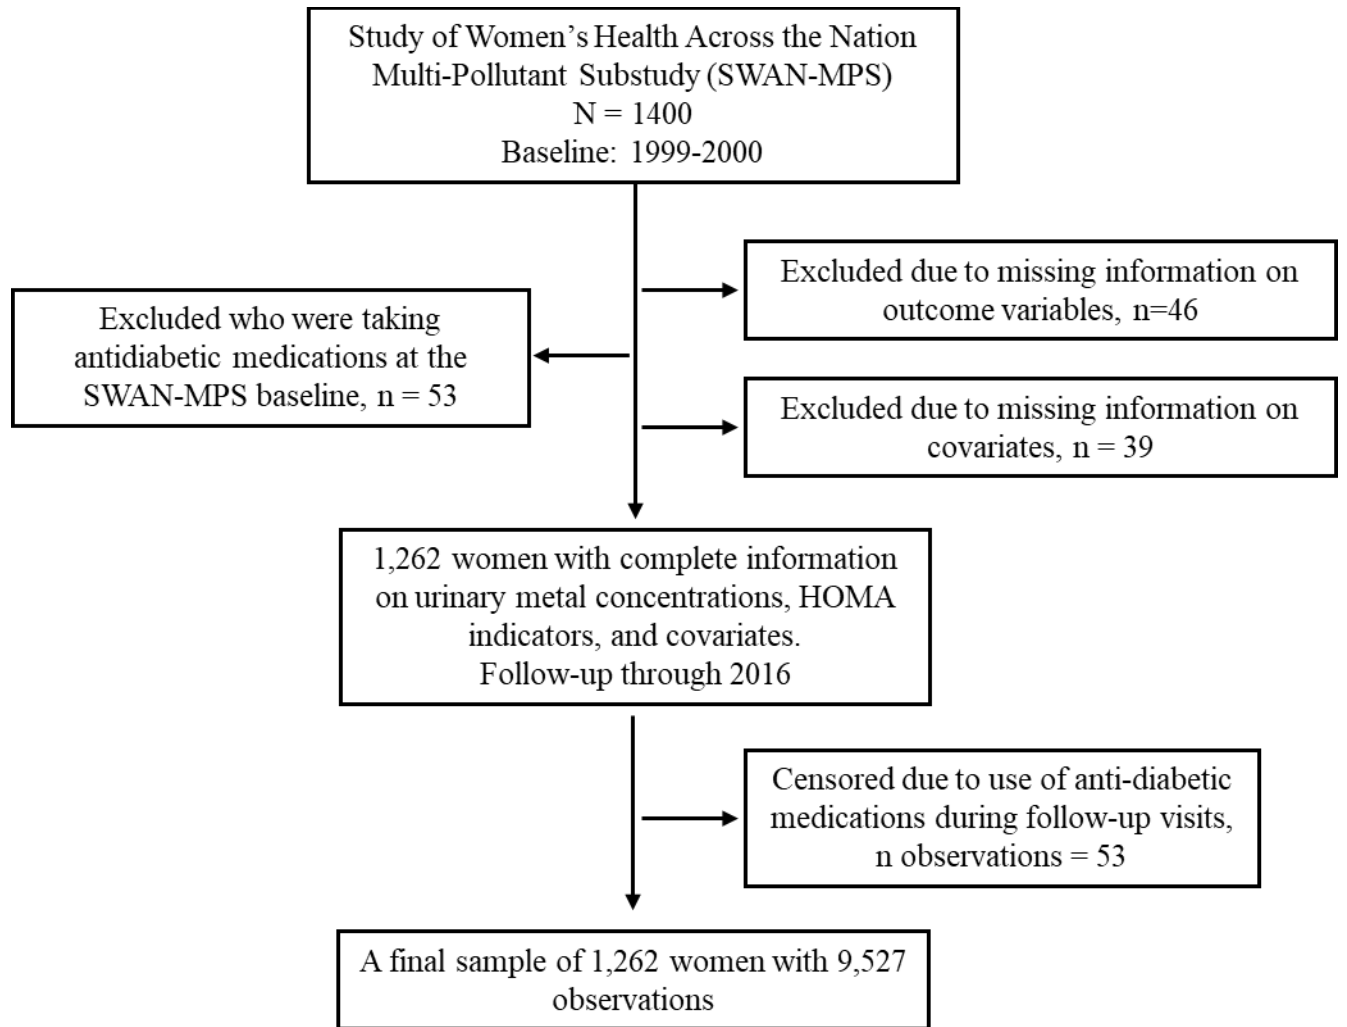 Study of Women’s Health Across the Nation
Multi-Pollutant Substudy (SWAN-MPS)
N = 1400
Baseline: 1999-2000
Excluded due to missing information on
outcome variables, n=46
Excluded who were taking
antidiabetic medications at the
SWAN-MPS baseline, n = 53
Excluded due to missing information on
covariates, n = 39
1,262 women with complete information
on urinary metal concentrations, HOMA
indicators, and covariates.
Follow-up through 2016
Censored due to use of anti-diabetic
medications during follow-up visits,
n observations = 53
A final sample of 1,262 women with 9,527
observations